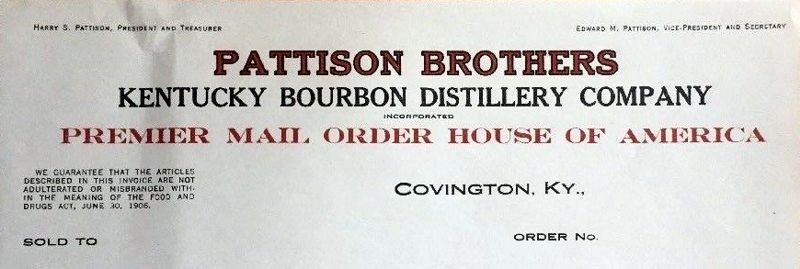 Harry S. Pattison, President and Treasurer
Edward M. Pattison, Vice-President and Secretary
PATTISON BROTHERS
KENTUCKY BOURBON DISTILLERY COMPANY
INCORPORATED
PREMIER MAIL ORDER HOUSE OF AMERICA
WE GUARANTEE THAT THE ARTICLES
DESCRIBED IN THIS INVOICE ARE NOT
ADULTERATED OR MISBRANDED WITH-
IN THE MEANING OF THE FOOD AND
DRUGS ACT, JUNE 30, 1906.
Covington, Ky.,
SOLD TO
ORDER No.